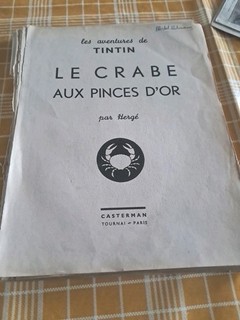 les aventures de
TINTIN
LE CRABE
AUX PINCES D'OR
par Hergé
CASTERMAN
TOURNAI - PARIS